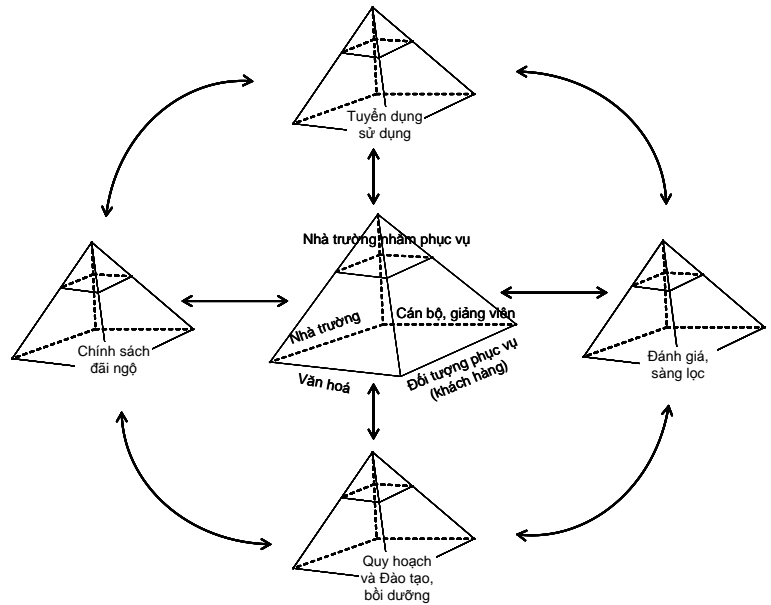 Tuyển dụng
sử dụng
Nhà trường nhằm phục vụ
Nhà trường
Cán bộ, giảng viên
Văn hoá
Đối tượng phục vụ
(khách hàng)
Chính sách
đãi ngộ
Đánh giá,
sàng lọc
Quy hoạch
và Đào tạo,
bồi dưỡng